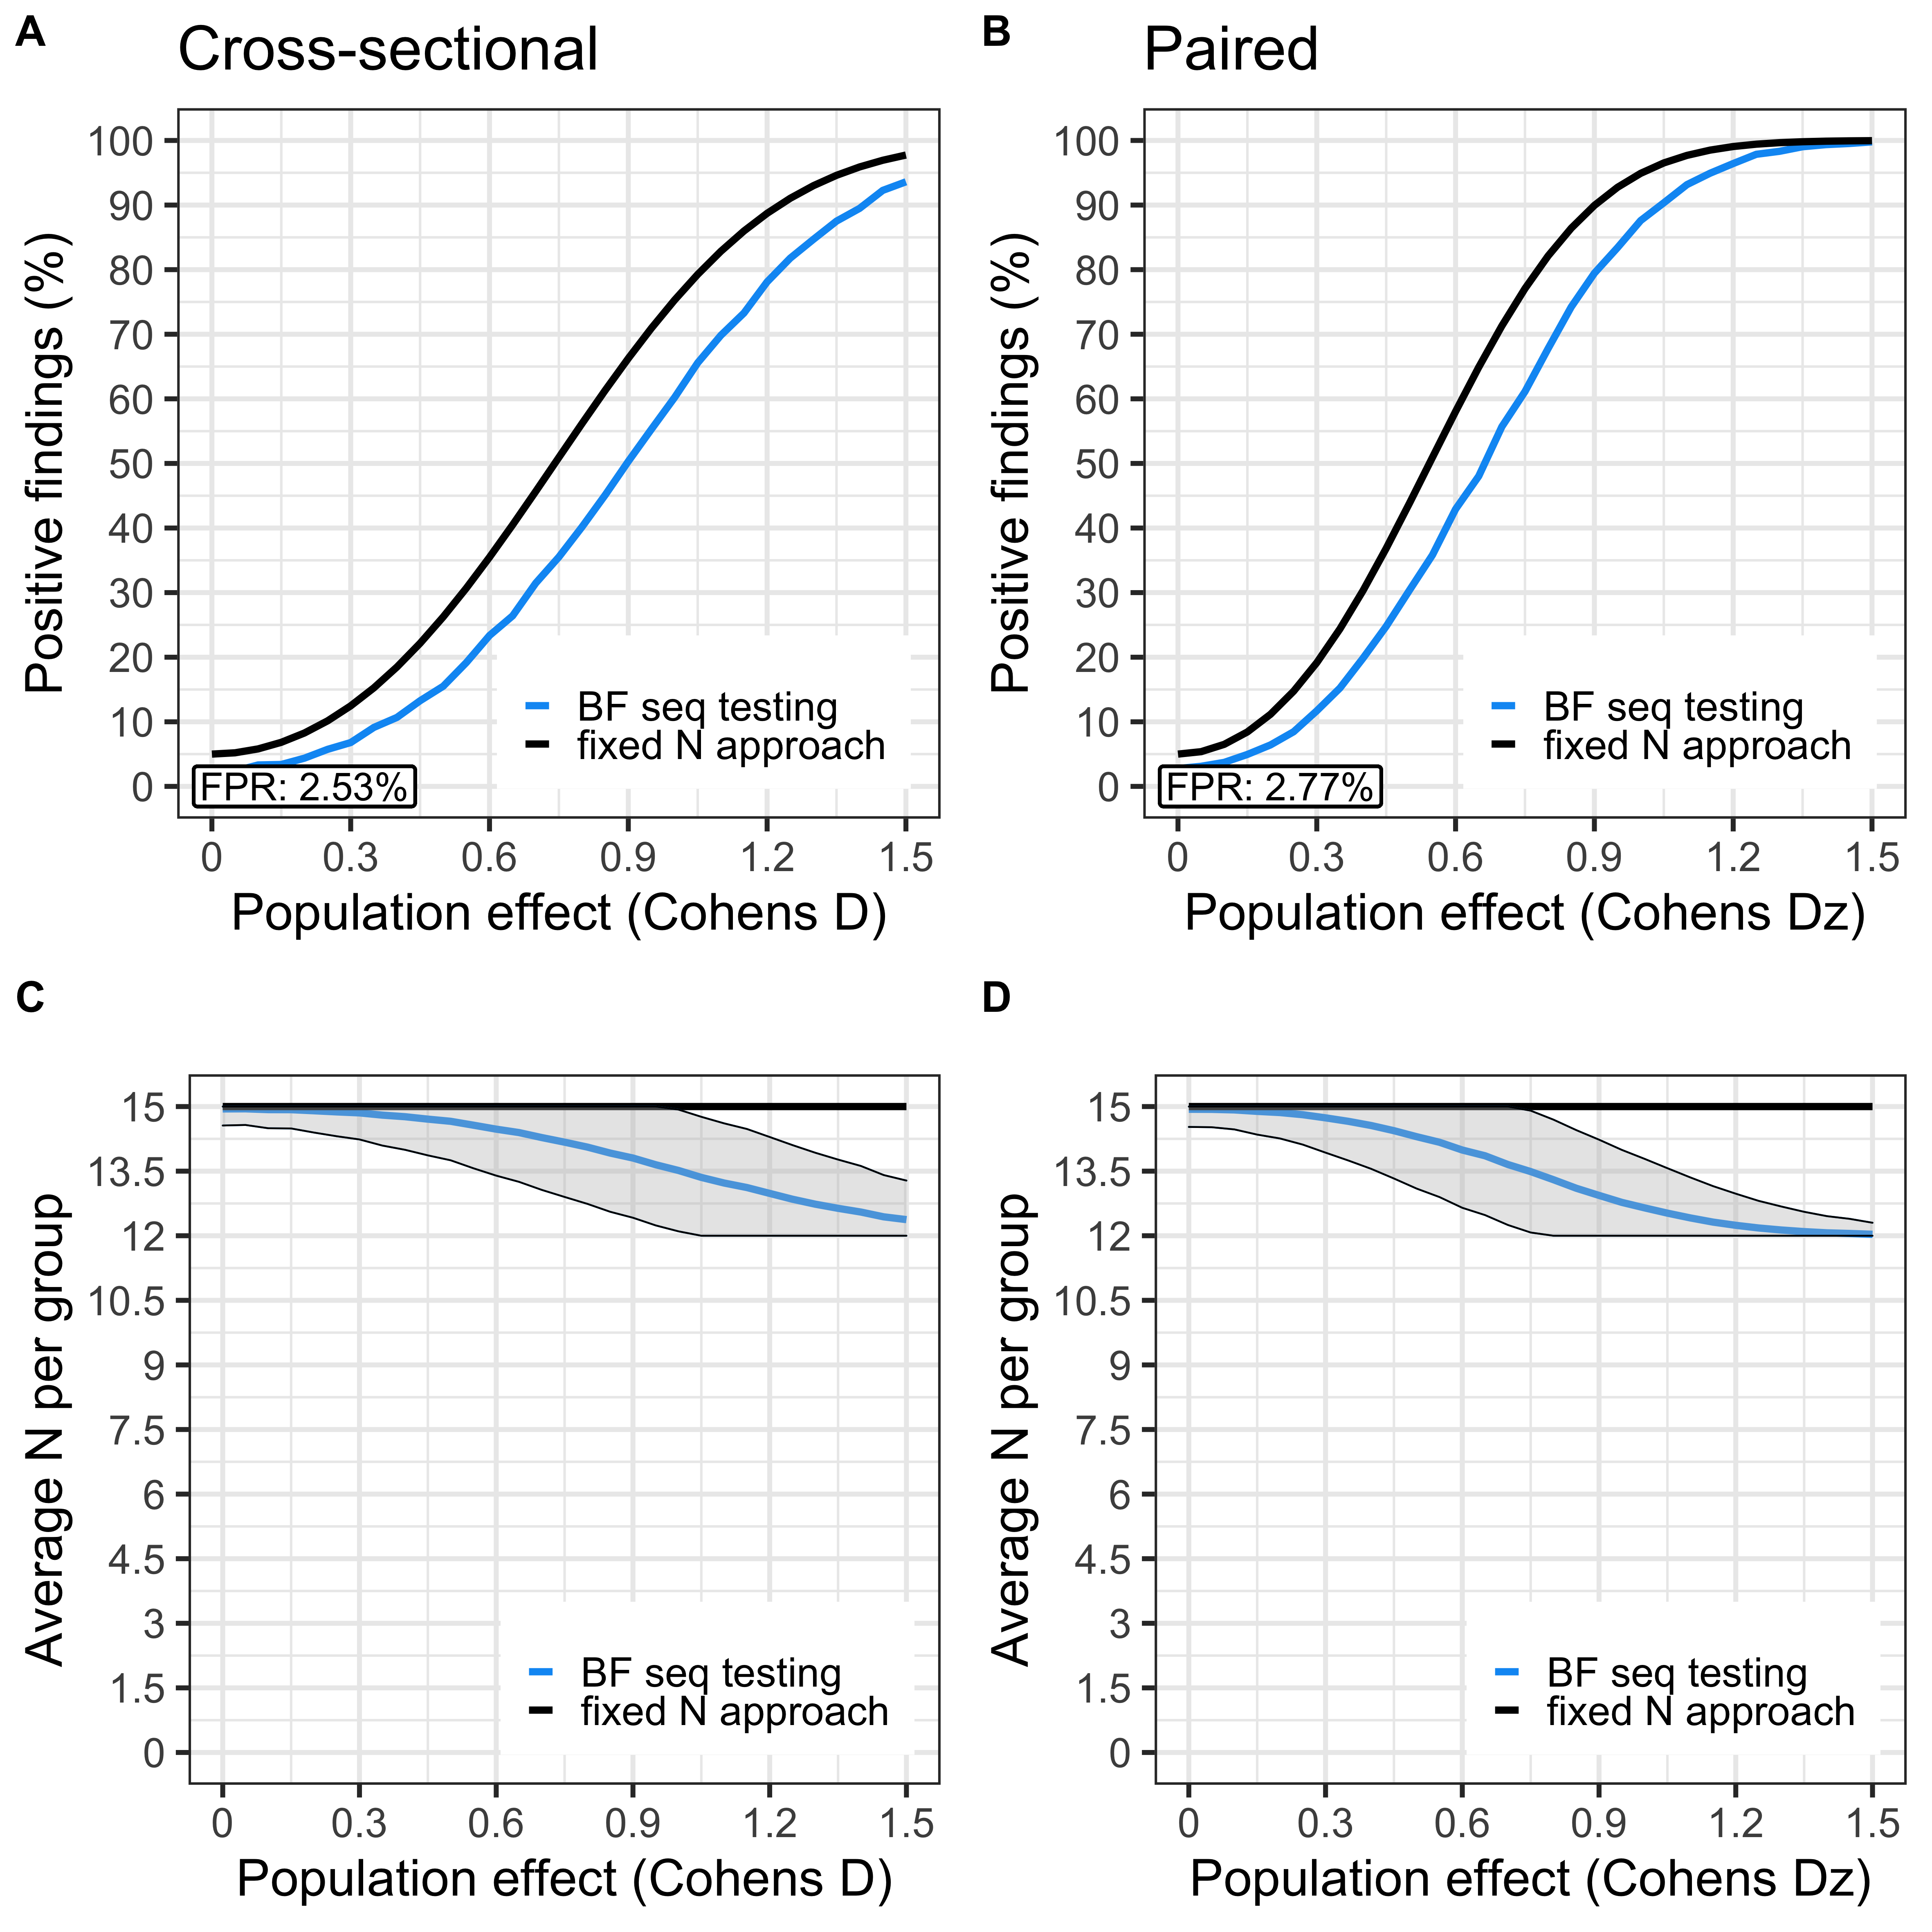 A
Cross-sectional
Positive findings (%)
100
90
80
70
60
50
40
30
20
10
0
BF seq testing
fixed N approach
FPR: 2.53%
0 0.3 0.6 0.9 1.2 1.5
Population effect (Cohens D)
B
Paired
Positive findings (%)
100
90
80
70
60
50
40
30
20
10
0
BF seq testing
fixed N approach
FPR: 2.77%
0 0.3 0.6 0.9 1.2 1.5
Population effect (Cohens Dz)
C
Average N per group
15
13.5
12
10.5
9
7.5
6
4.5
3
1.5
0
BF seq testing
fixed N approach
0 0.3 0.6 0.9 1.2 1.5
Population effect (Cohens D)
D
Average N per group
15
13.5
12
10.5
9
7.5
6
4.5
3
1.5
0
BF seq testing
fixed N approach
0 0.3 0.6 0.9 1.2 1.5
Population effect (Cohens Dz)